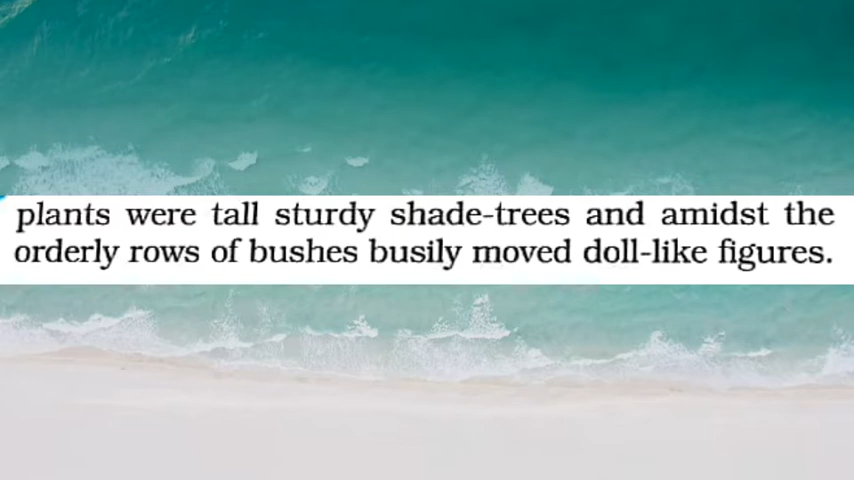 plants were tall sturdy shade-trees and amidst the
orderly rows of bushes busily moved doll-like figures.